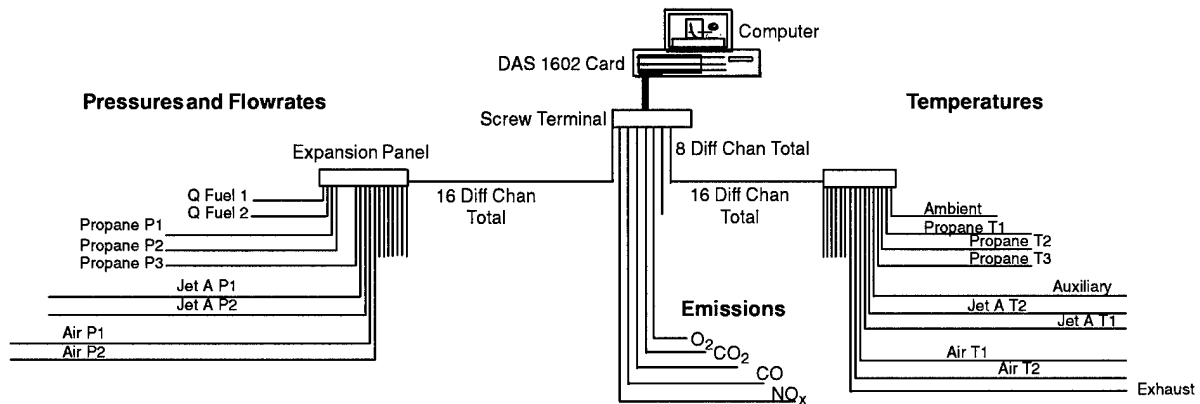 Computer
DAS 1602 Card
Pressures and Flowrates
Temperatures
Screw Terminal
8 Diff Chan Total
Expansion Panel
16 Diff Chan
Total
16 Diff Chan
Total
Q Fuel 1
Q Fuel 2
Propane P1
Propane P2
Propane P3
Jet A P1
Jet A P2
Air P1
Air P2
Emissions
O2
CO2
CO
NOx
Ambient
Propane T1
Propane T2
Propane T3
Auxiliary
Jet A T2
Jet A T1
Air T1
Air T2
Exhaust